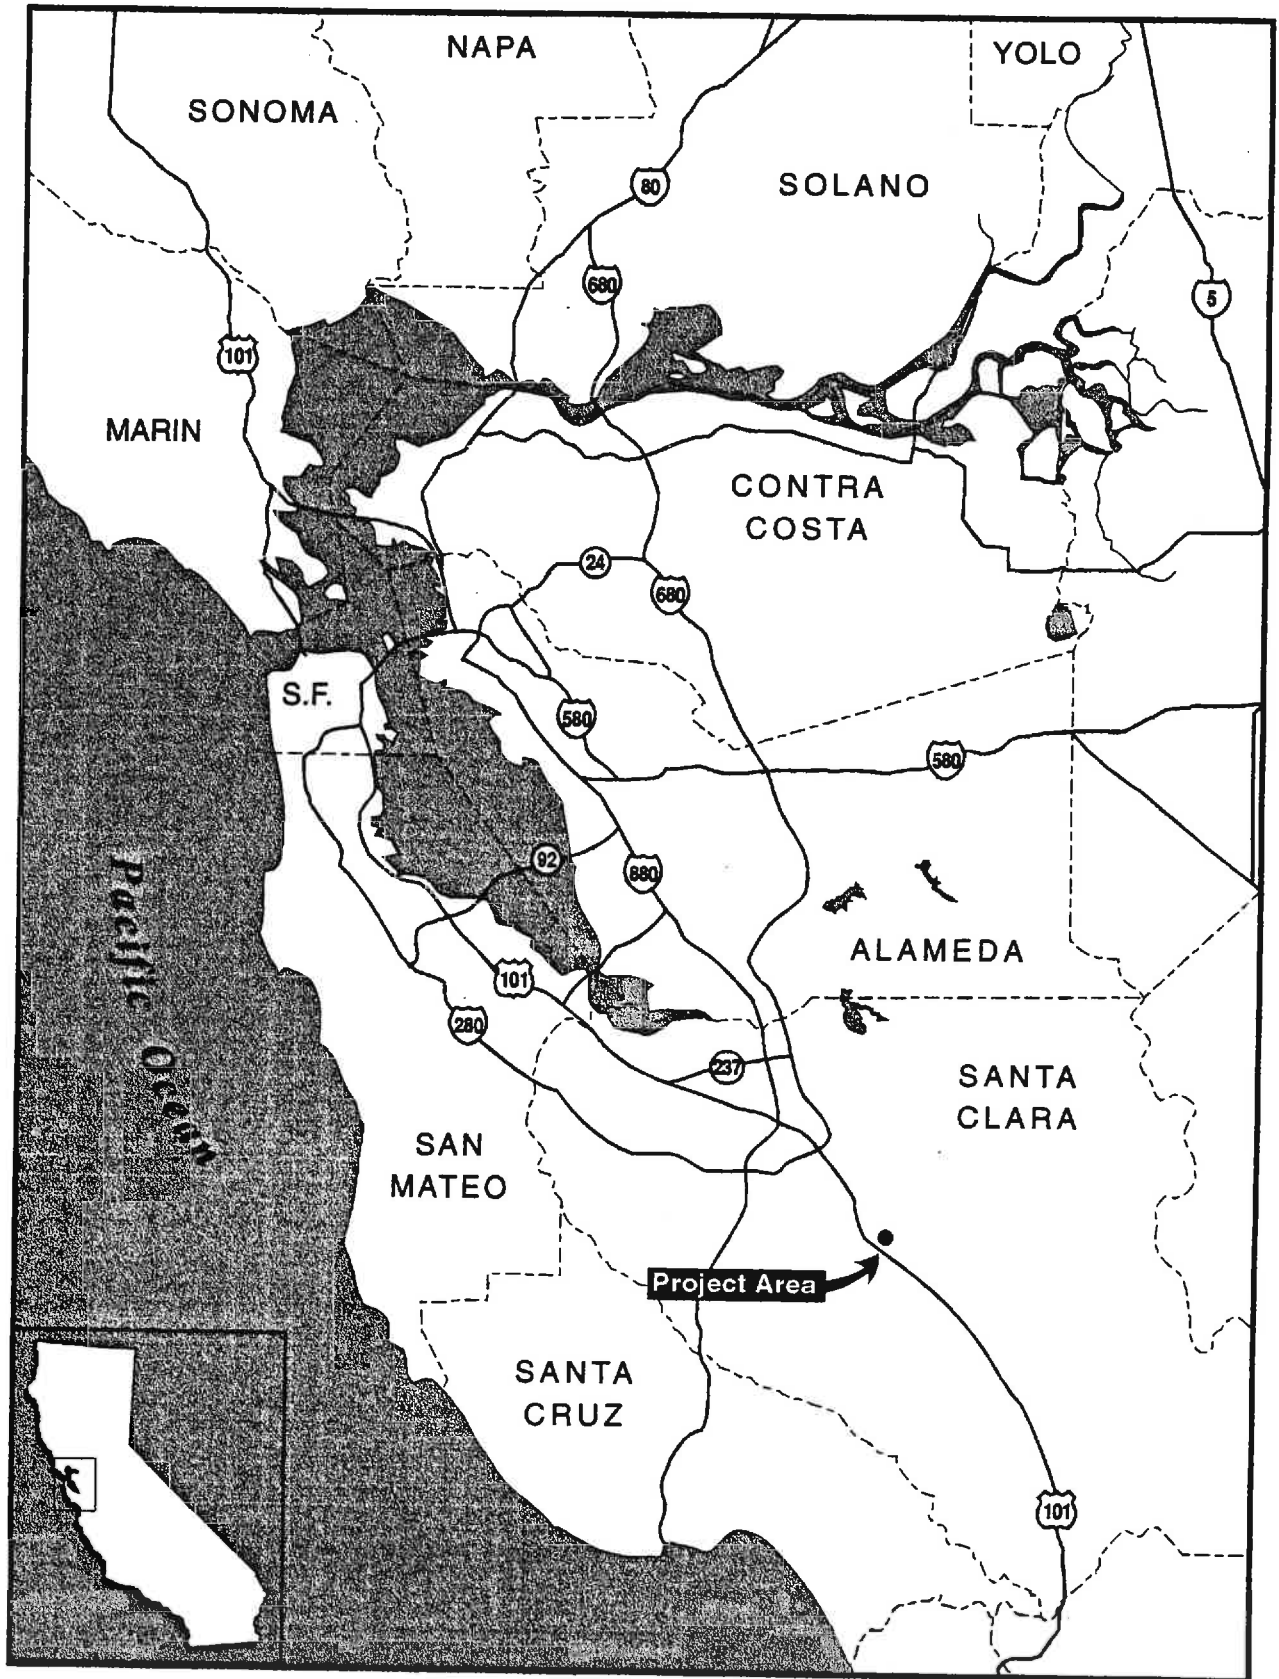 NAPA
YOLO
SONOMA
80
SOLANO
680
5
101
MARIN
CONTRA
COSTA
24
680
S.F.
580
580
92
880
Pacific Ocean
ALAMEDA
101
280
237
SANTA
CLARA
SAN
MATEO
Project Area
SANTA
CRUZ
101